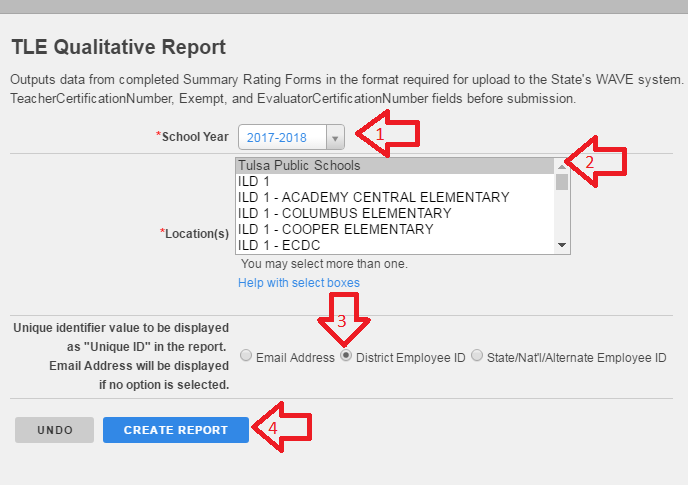 TLE Qualitative Report
Outputs data from completed Summary Rating Forms in the format required for upload to the State's WAVE system.
TeacherCertificationNumber, Exempt, and EvaluatorCertificationNumber fields before submission.
*School Year 2017-2018 1
Tulsa Public Schools 2
ILD 1
ILD 1 - ACADEMY CENTRAL ELEMENTARY
ILD 1 - COLUMBUS ELEMENTARY
*Location(s) ILD 1 - COOPER ELEMENTARY
ILD 1 - ECDC
You may select more than one.
Help with select boxes
3
Unique identifier value to be displayed
as "Unique ID" in the report.
Email Address will be displayed
if no option is selected.
Email Address District Employee ID State/Nat'l/Alternate Employee ID
UNDO CREATE REPORT 4